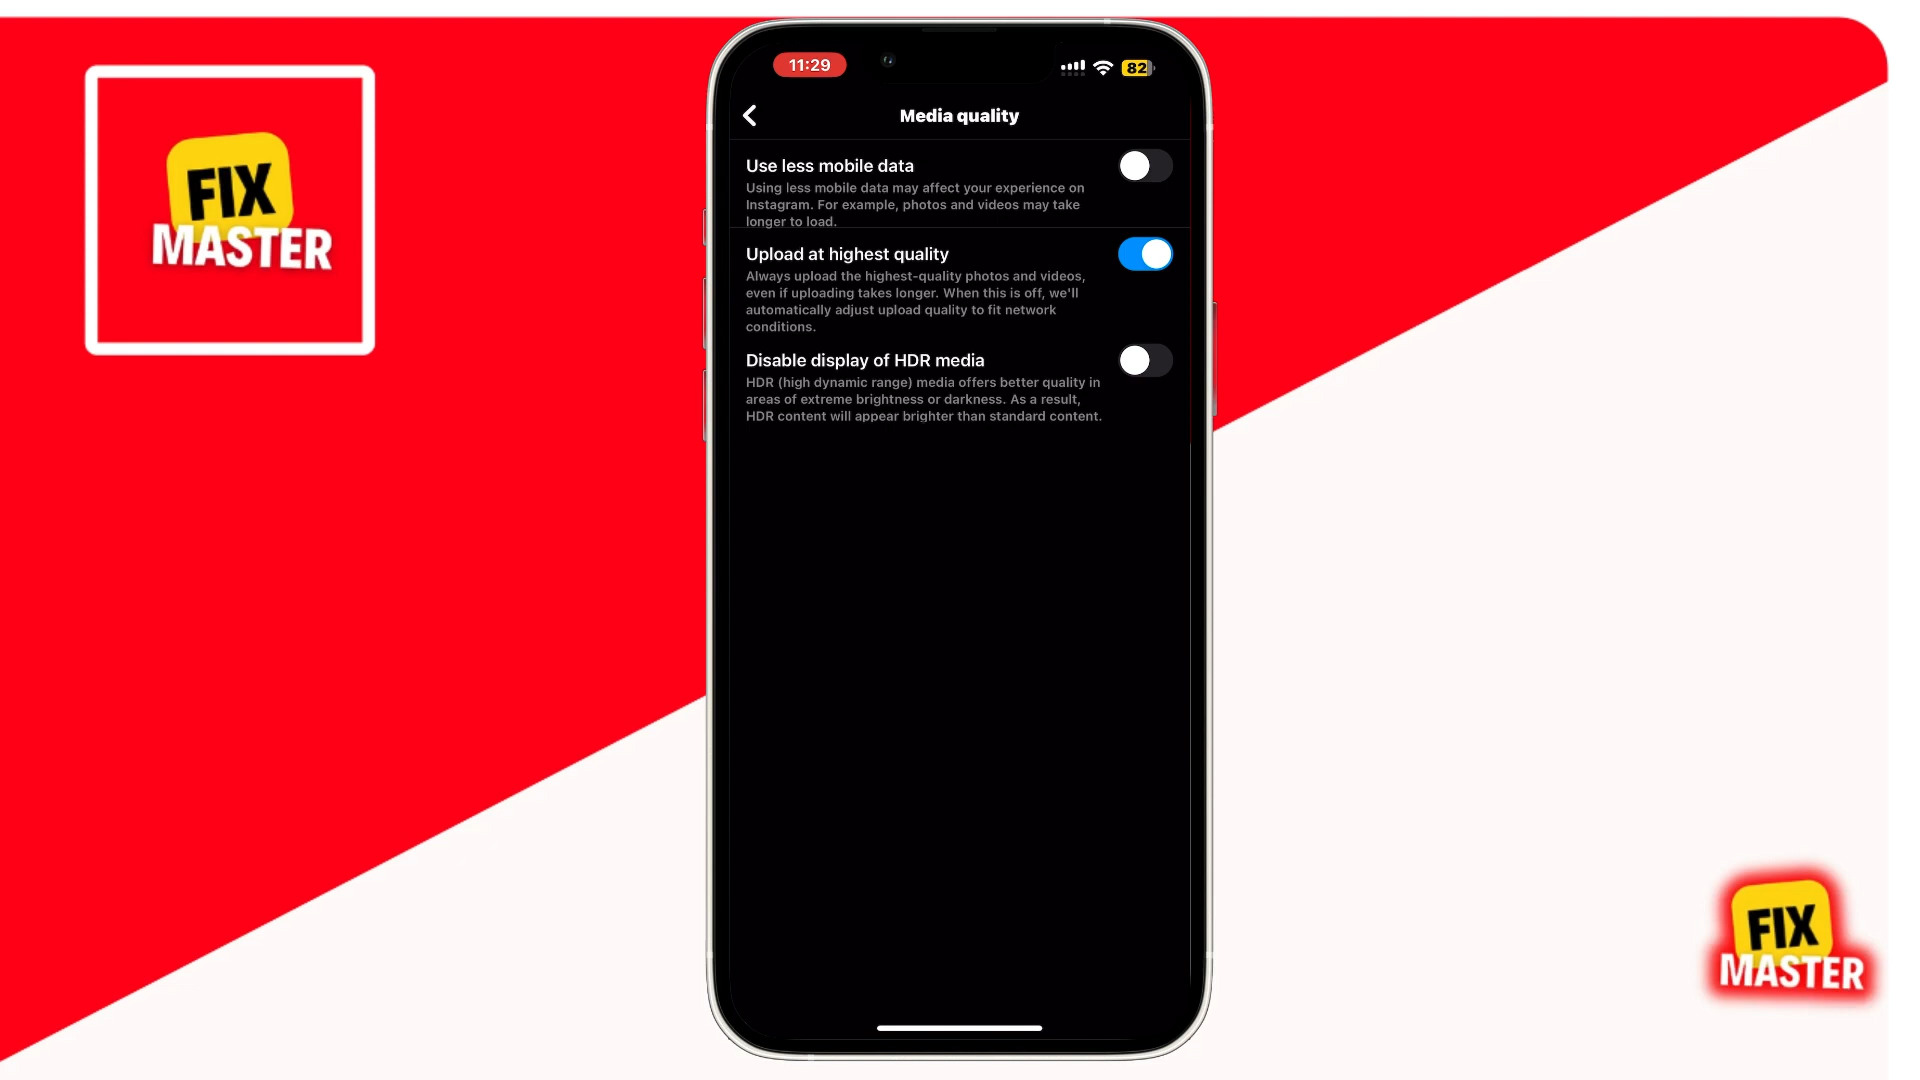 FIX
MASTER
11:29
82
Media quality
Use less mobile data
Using less mobile data may affect your experience on
Instagram. For example, photos and videos may take
longer to load.
Upload at highest quality
Always upload the highest-quality photos and videos,
even if uploading takes longer. When this is off, we'll
automatically adjust upload quality to fit network
conditions.
Disable display of HDR media
HDR (high dynamic range) media offers better quality in
areas of extreme brightness or darkness. As a result,
HDR content will appear brighter than standard content.
FIX
MASTER